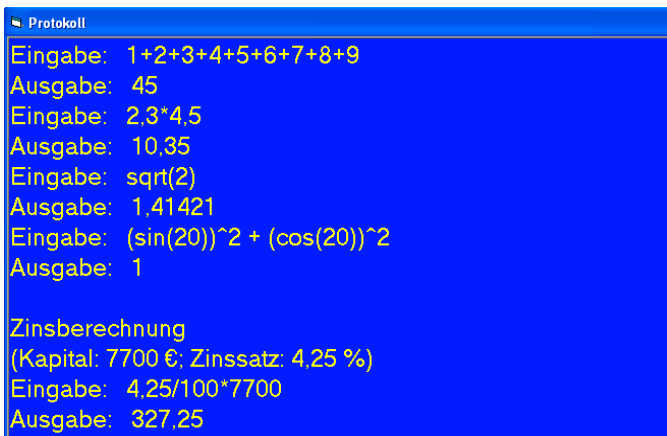 Protokoll
Eingabe: 1+2+3+4+5+6+7+8+9
Ausgabe: 45
Eingabe: 2,3*4,5
Ausgabe: 10,35
Eingabe: sqrt(2)
Ausgabe: 1,41421
Eingabe: (sin(20))^2 + (cos(20))^2
Ausgabe: 1
Zinsberechnung
(Kapital: 7700 €; Zinssatz: 4,25 %)
Eingabe: 4,25/100*7700
Ausgabe: 327,25